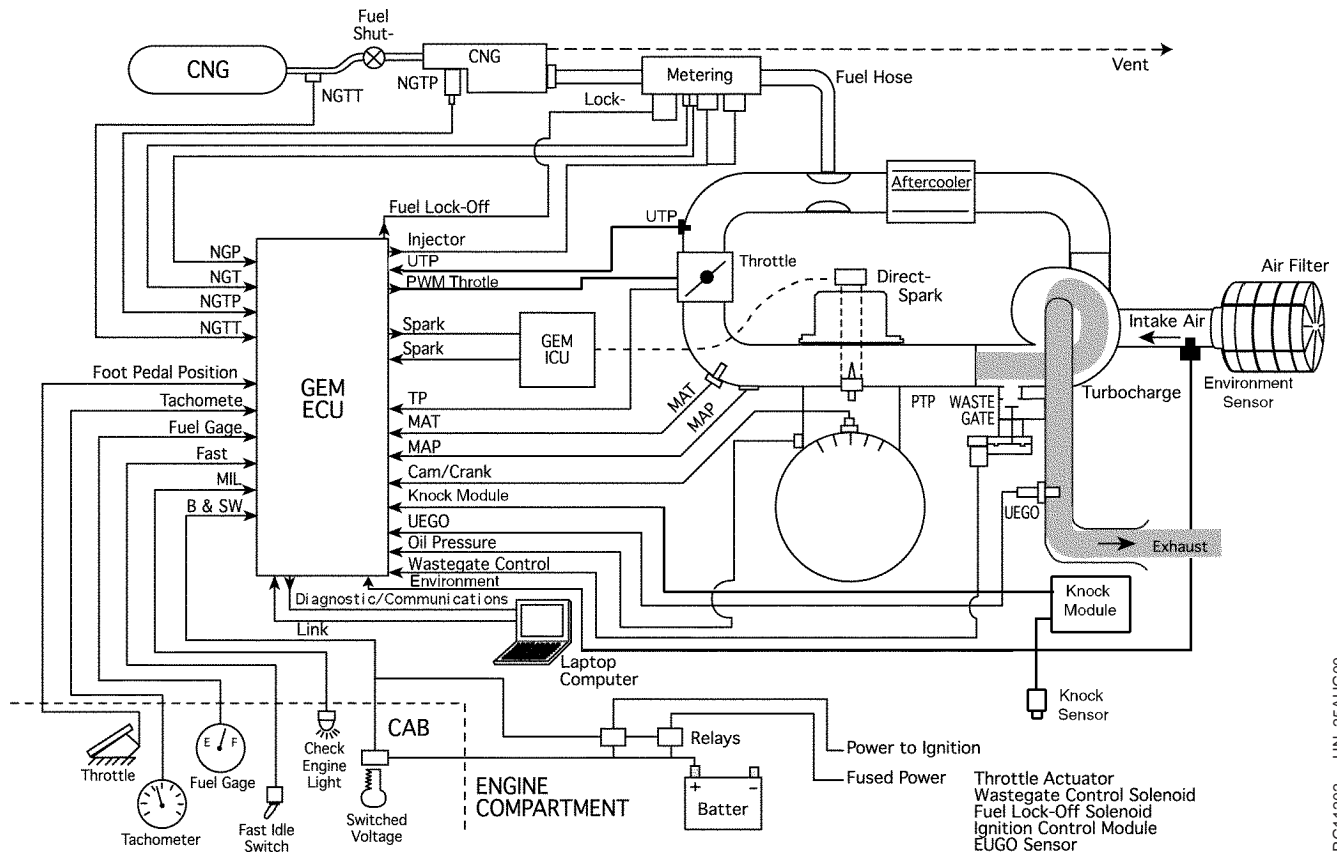 Fuel
Shut-
CNG
CNG
Vent
NGTT
NGTP
Metering
Fuel Hose
Lock-
Aftercooler
Fuel Lock-Off
UTP
NGP
NGT
NGTP
NGTT
Injector
UTP
PWM Throtle
Throttle
Direct-
Spark
Air Filter
Intake Air
Spark
Spark
GEM
ICU
GEM
ECU
Foot Pedal Position
Tachomete
Fuel Gage
Fast
MIL
B & SW
TP
MAT
MAP
Cam/Crank
Knock Module
UEGO
Oil Pressure
Wastegate Control
Environment
MAT
MAP
PTP
WASTE
GATE
Turbocharge
Environment
Sensor
UEGO
Exhaust
Diagnostic/Communications
Link
Laptop
Computer
Knock
Module
Knock
Sensor
CAB
ENGINE
COMPARTMENT
Throttle
Tachometer
E F
Fuel Gage
Fast Idle
Switch
Check
Engine
Light
Switched
Voltage
Relays
Power to Ignition
Fused Power
+ –
Batter
Throttle Actuator
Wastegate Control Solenoid
Fuel Lock-Off Solenoid
Ignition Control Module
EUGO Sensor